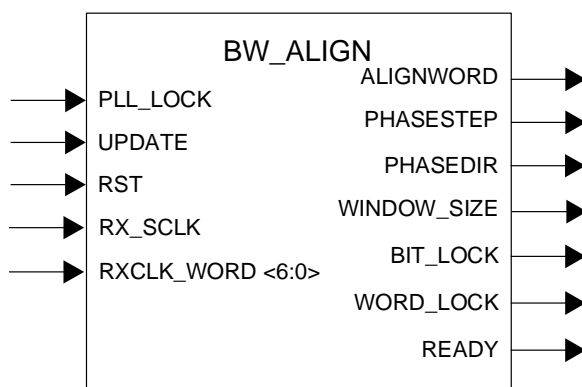 BW_ALIGN
PLL_LOCK
UPDATE
RST
RX_SCLK
RXCLK_WORD <6:0>
ALIGNWORD
PHASESTEP
PHASEDIR
WINDOW_SIZE
BIT_LOCK
WORD_LOCK
READY